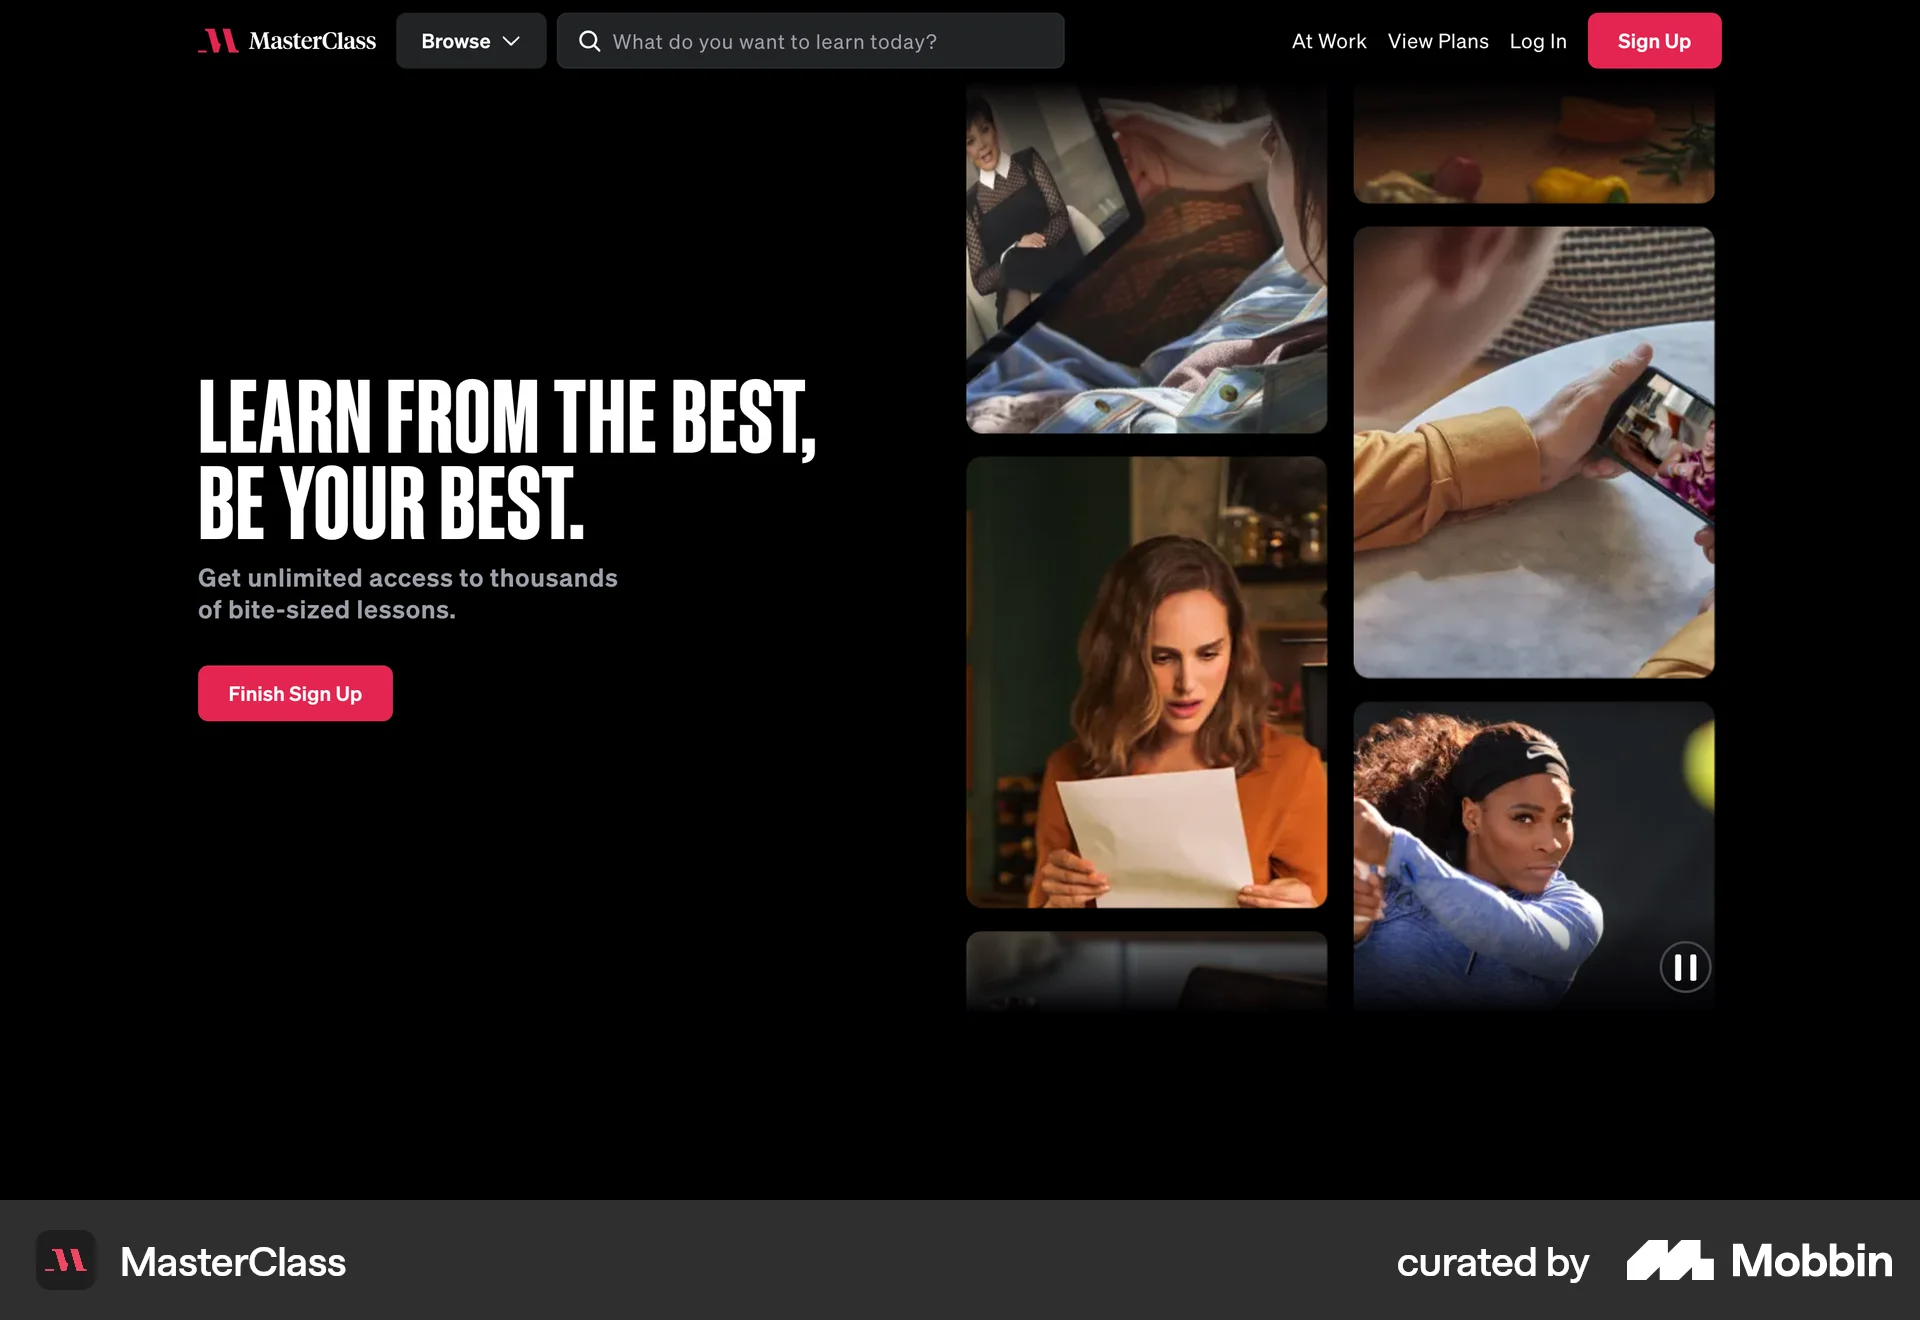 MasterClass
Browse
What do you want to learn today?
At Work
View Plans
Log In
Sign Up
LEARN FROM THE BEST,
BE YOUR BEST.
Get unlimited access to thousands
of bite-sized lessons.
Finish Sign Up
MasterClass
curated by
Mobbin